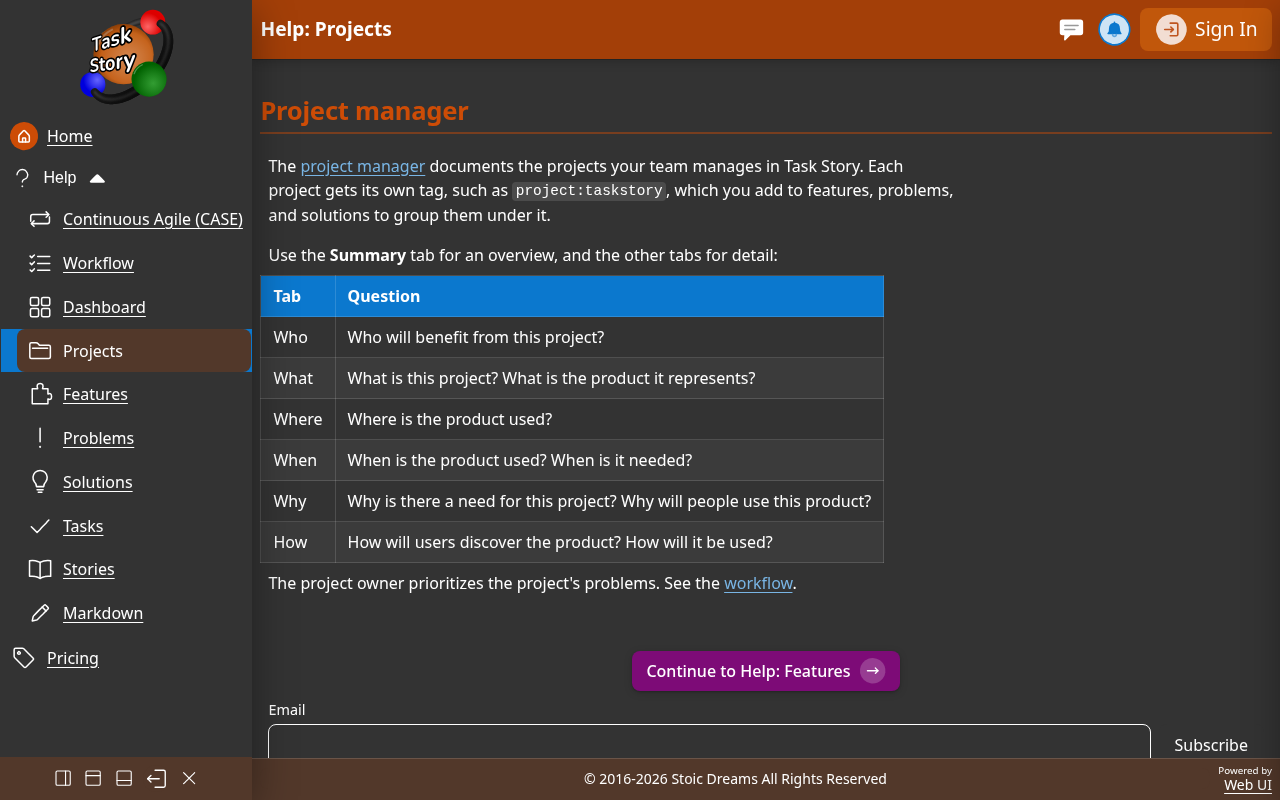 Task
Story
Home
Help
Continuous Agile (CASE)
Workflow
Dashboard
Projects
Features
Problems
Solutions
Tasks
Stories
Markdown
Pricing
Help: Projects
Sign In
Project manager
The project manager documents the projects your team manages in Task Story. Each
project gets its own tag, such as project:taskstory, which you add to features, problems,
and solutions to group them under it.
Use the Summary tab for an overview, and the other tabs for detail:
Tab Question
Who Who will benefit from this project?
What What is this project? What is the product it represents?
Where Where is the product used?
When When is the product used? When is it needed?
Why Why is there a need for this project? Why will people use this product?
How How will users discover the product? How will it be used?
The project owner prioritizes the project's problems. See the workflow.
Continue to Help: Features
Email
Subscribe
© 2016-2026 Stoic Dreams All Rights Reserved
Powered by
Web UI